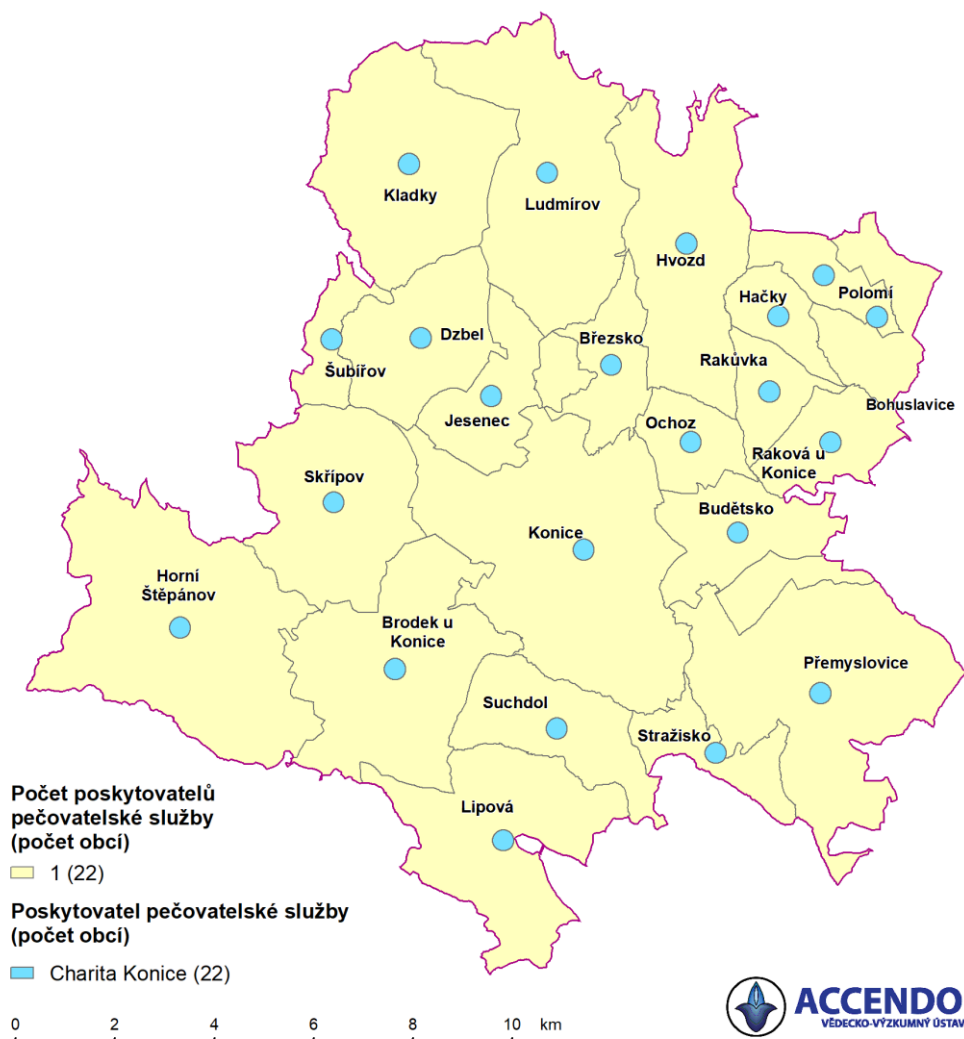 Kladky
Ludmírov
Hvozd
Polomí
Hačky
Březsko
Dzbel
Šubířov
Rakůvka
Jesenec
Bohuslavice
Ochoz
Raková u
Konice
Skřípov
Budětsko
Konice
Horní
Štěpánov
Brodek u
Konice
Přemyslovice
Suchdol
Stražisko
Lipová
Počet poskytovatelů
pečovatelské služby
(počet obcí)
1 (22)
Poskytovatel pečovatelské služby
(počet obcí)
Charita Konice (22)
0 2 4 6 8 10 km
ACCENDO
VĚDECKO-VÝZKUMNÝ ÚSTAV